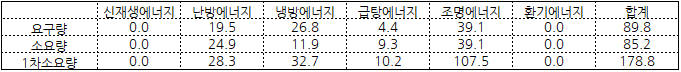 신재생에너지 난방에너지 냉방에너지 급탕에너지 조명에너지 환기에너지 합계
요구량 0.0 19.5 26.8 4.4 39.1 0.0 89.8
소요량 0.0 24.9 11.9 9.3 39.1 0.0 85.2
1차소요량 0.0 28.3 32.7 10.2 107.5 0.0 178.8